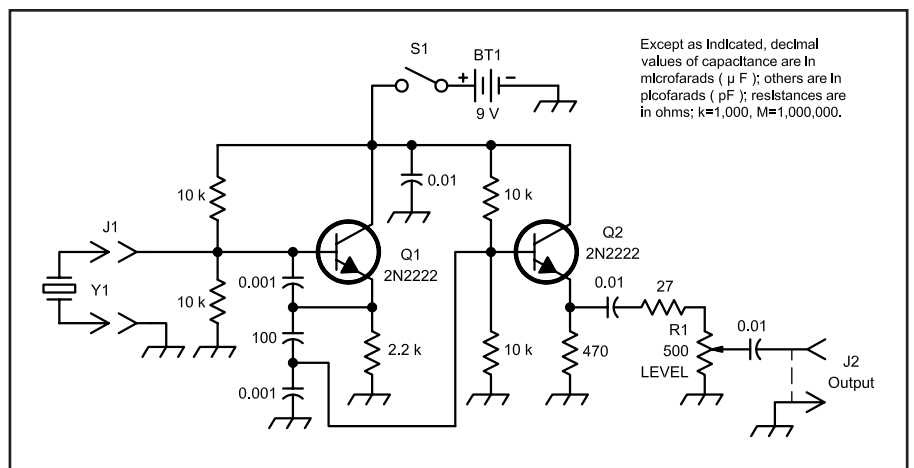 S1
BT1
+
−
9 V
Except as indicated, decimal
values of capacitance are in
microfarads ( µ F ); others are in
picofarads ( pF ); resistances are
in ohms; k=1,000, M=1,000,000.
10 k
0.01
10 k
J1
Q1
2N2222
Q2
2N2222
Y1
10 k
0.001
100
0.001
2.2 k
10 k
470
0.01
27
R1
500
LEVEL
0.01
J2
Output